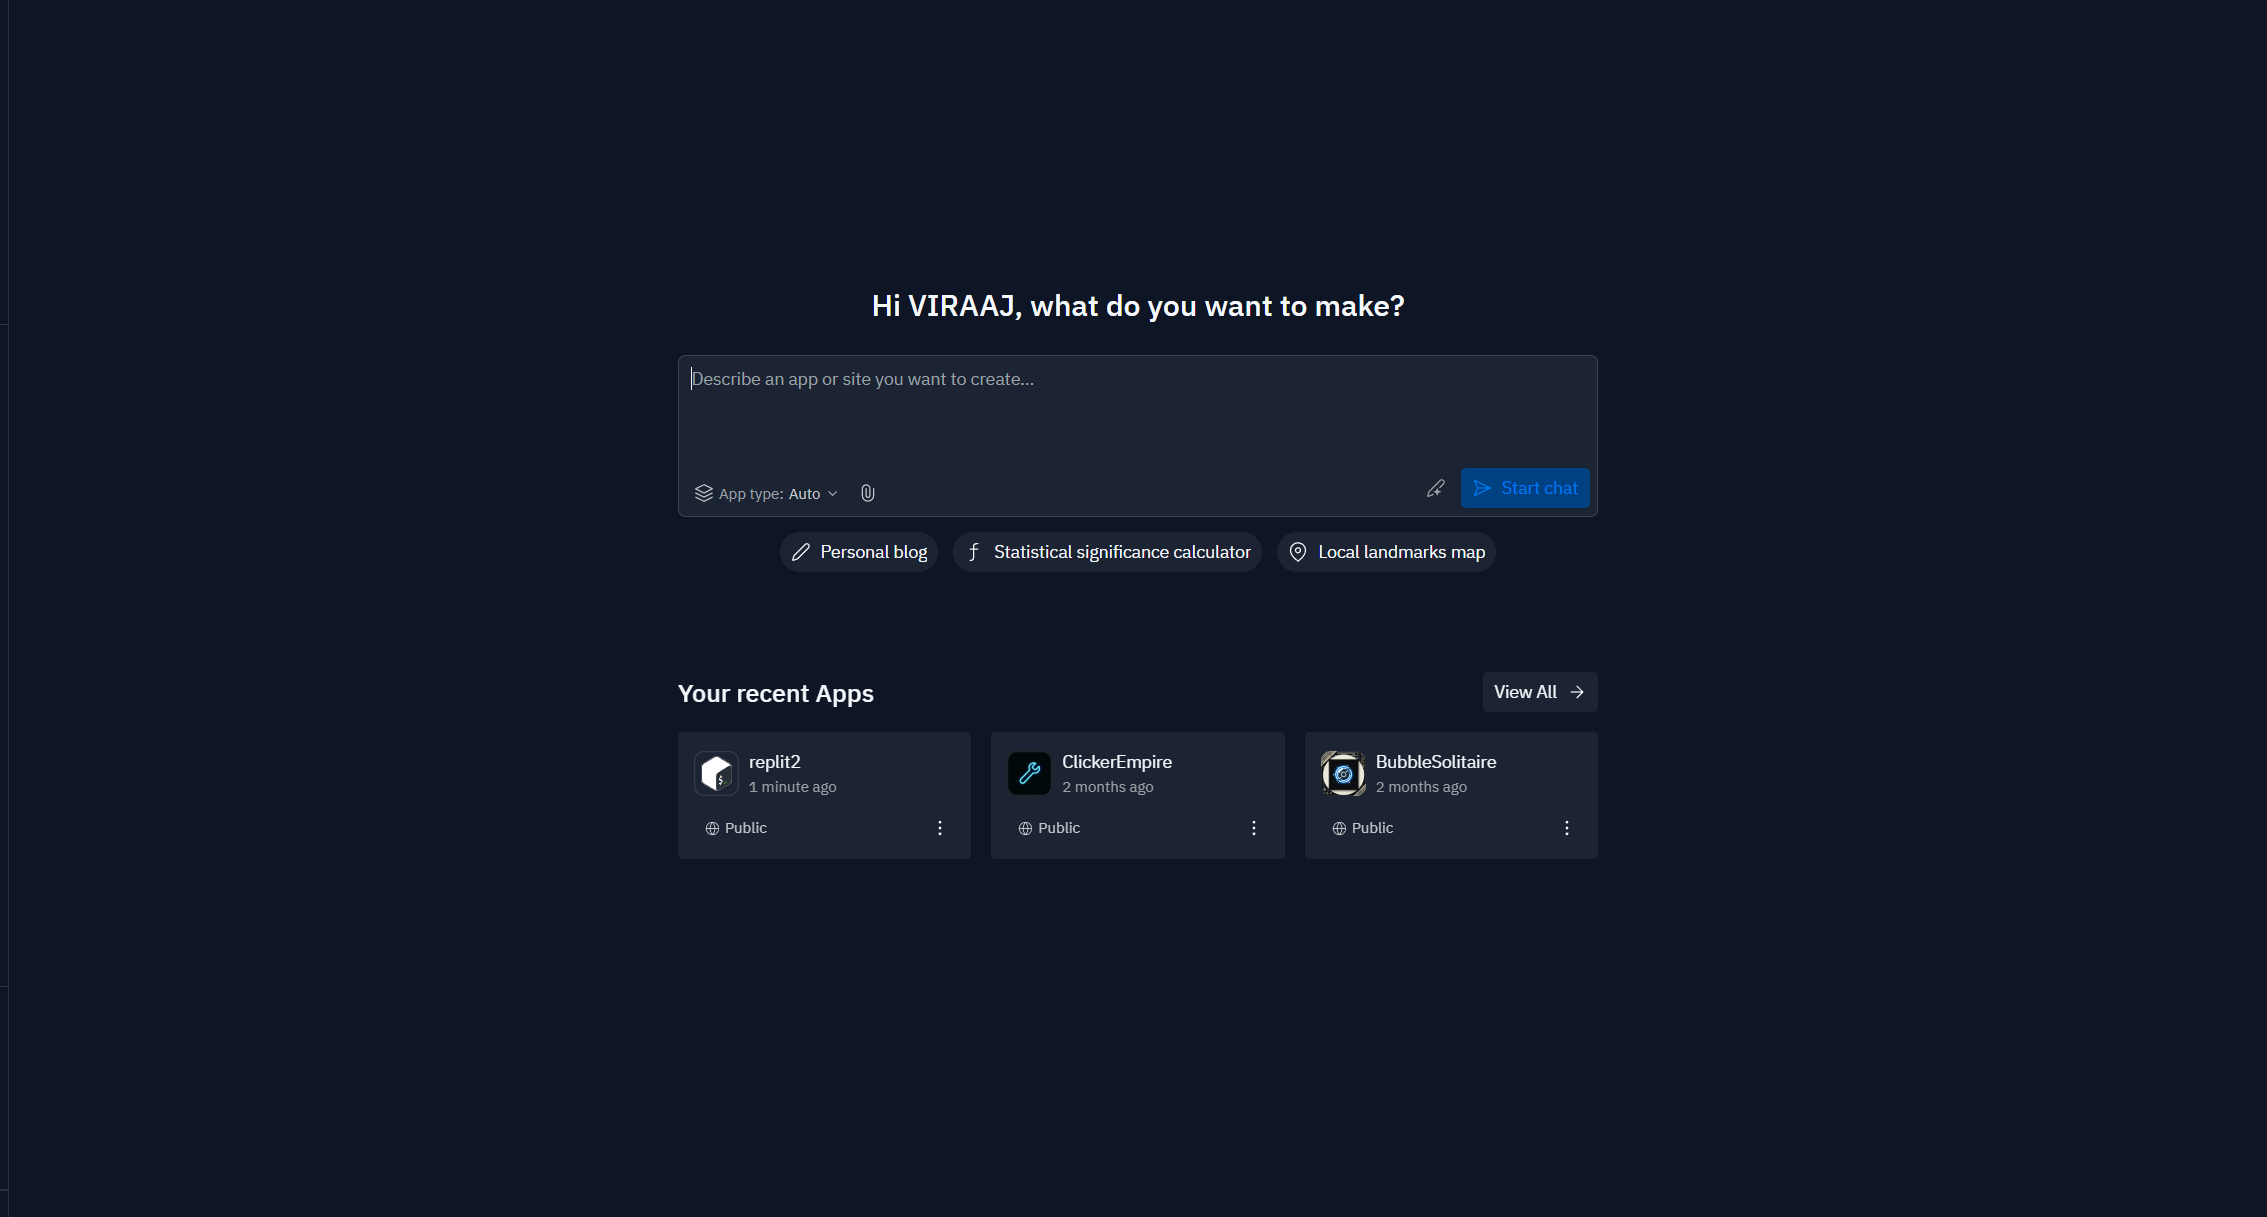 Hi VIRAAJ, what do you want to make?
Describe an app or site you want to create...
App type: Auto
Start chat
Personal blog
Statistical significance calculator
Local landmarks map
Your recent Apps
View All
replit2
1 minute ago
Public
ClickerEmpire
2 months ago
Public
BubbleSolitaire
2 months ago
Public